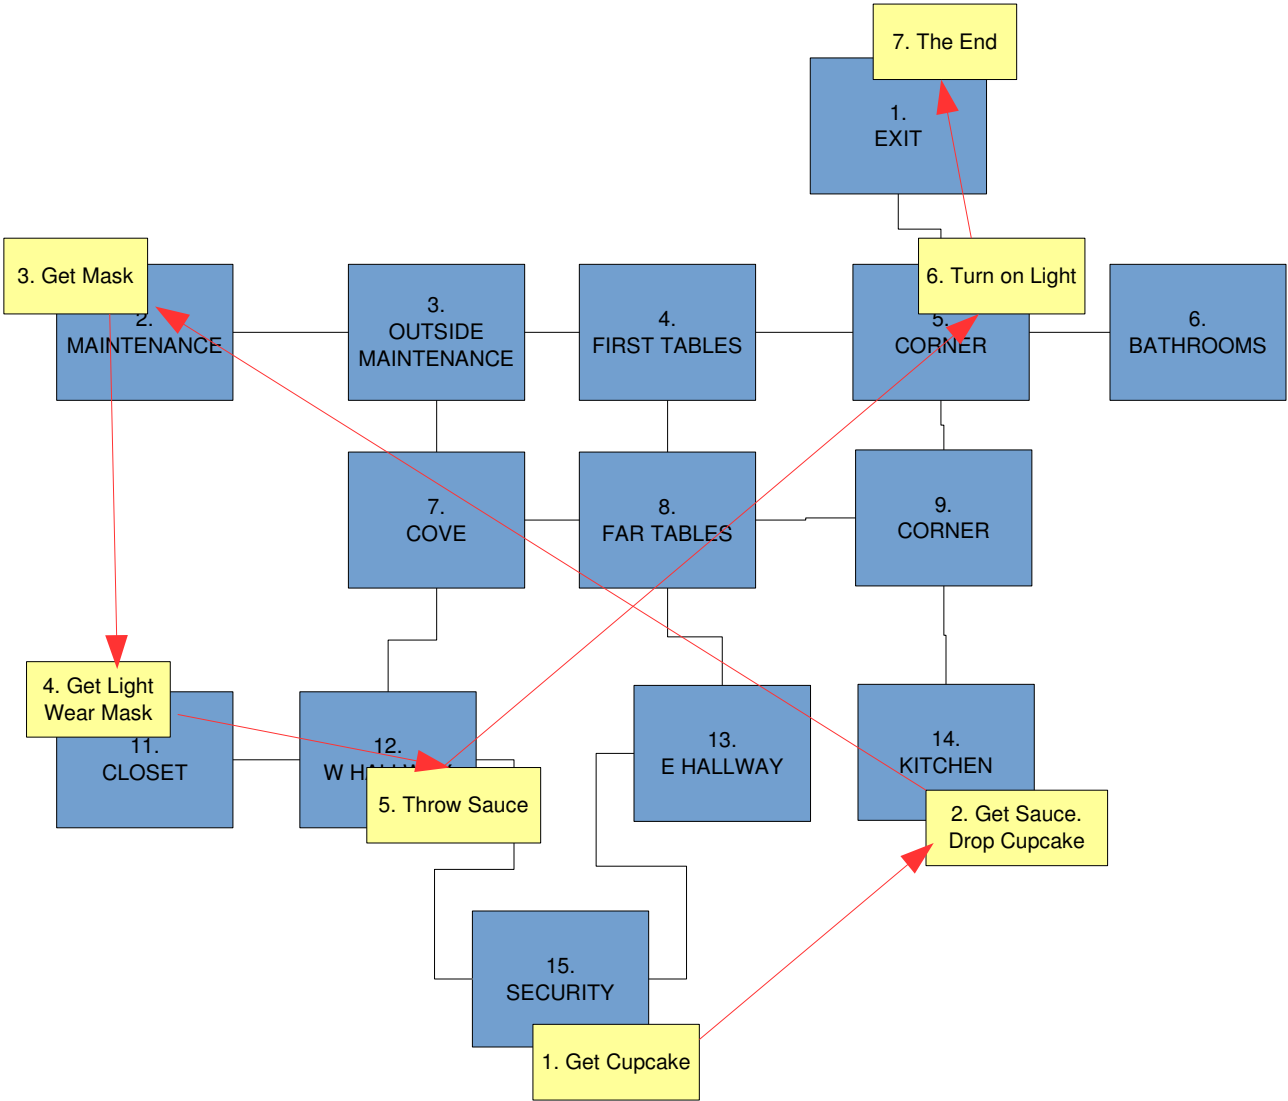 7. The End
1.
EXIT
3. Get Mask
2.
MAINTENANCE
3.
OUTSIDE
MAINTENANCE
4.
FIRST TABLES
6. Turn on Light
5.
CORNER
6.
BATHROOMS
7.
COVE
8.
FAR TABLES
9.
CORNER
4. Get Light
Wear Mask
11.
CLOSET
12.
W HALLWAY
5. Throw Sauce
13.
E HALLWAY
14.
KITCHEN
2. Get Sauce.
Drop Cupcake
15.
SECURITY
1. Get Cupcake